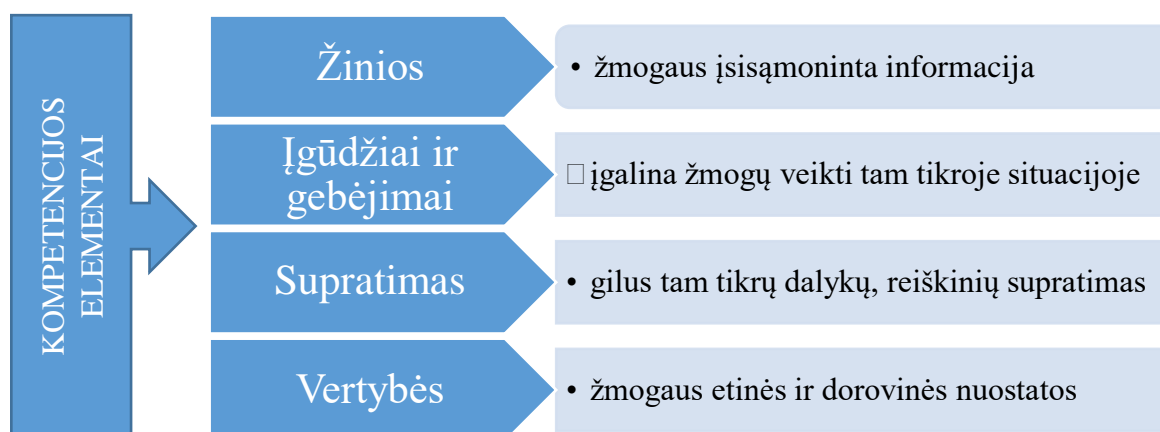 KOMPETENCIJOS
ELEMENTAI
Žinios
• žmogaus įsisąmoninta informacija
Įgūdžiai ir
gebėjimai
□ įgalina žmogų veikti tam tikroje situacijoje
Supratimas
• gilus tam tikrų dalykų, reiškinių supratimas
Vertybės
• žmogaus etinės ir dorovinės nuostatos